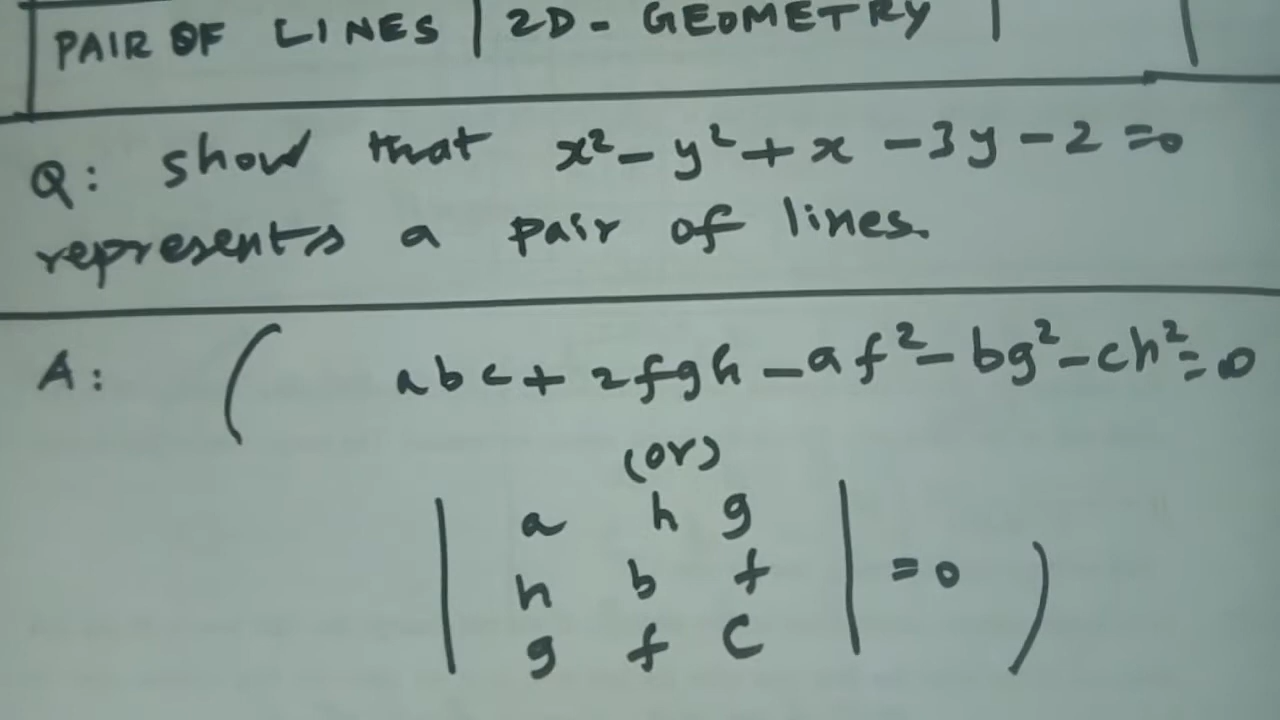 PAIR OF LINES | 2D - GEOMETRY |
Q: show that x² - y² + x - 3y - 2 = 0
represents a pair of lines.
A: ( abc + 2fgh - af² - bg² - ch² = 0
(or)
| a h g |
| h b f | = 0 )
| g f c |